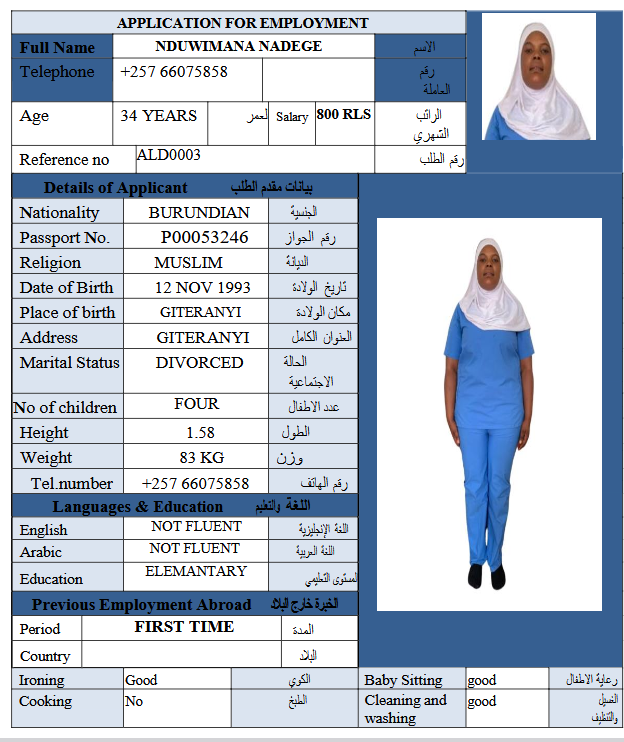 APPLICATION FOR EMPLOYMENT
Full Name NDUWIMANA NADEGE الاسم
Telephone +257 66075858 رقم
العاملة
Age 34 YEARS لعمر Salary 800 RLS الراتب
الشهري
Reference no ALD0003 رقم الطلب
Details of Applicant بيانات مقدم الطلب
Nationality BURUNDIAN الجنسية
Passport No. P00053246 رقم الجواز
Religion MUSLIM الديانة
Date of Birth 12 NOV 1993 تاريخ الولادة
Place of birth GITERANYI مكان الولادة
Address GITERANYI العنوان الكامل
Marital Status DIVORCED الحالة
الاجتماعية
No of children FOUR عدد الاطفال
Height 1.58 الطول
Weight 83 KG وزن
Tel.number +257 66075858 رقم الهاتف
Languages & Education اللغة والتعليم
English NOT FLUENT اللغة الإنجليزية
Arabic NOT FLUENT اللغة العربية
Education ELEMANTARY المستوى التعليمي
Previous Employment Abroad الخبرة خارج البلاد
Period FIRST TIME المدة
Country البلاد
Ironing Good الكوي Baby Sitting good رعاية الاطفال
Cooking No الطبخ Cleaning and good الغسيل
washing والتنظيف